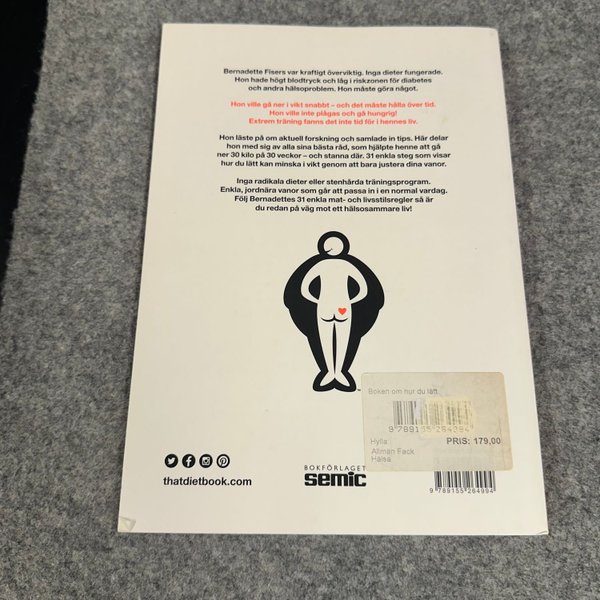 Bernadette Fisers var kraftigt överviktig. Inga dieter fungerade.
Hon hade högt blodtryck och låg i riskzonen för diabetes
och andra hälsoproblem. Hon måste göra något.
Hon ville gå ner i vikt snabbt – och det måste hålla över tid.
Hon ville inte plågas och gå hungrig!
Extrem träning fanns det inte tid för i hennes liv.
Hon läste på om aktuell forskning och samlade in tips. Här delar
hon med sig av alla sina bästa råd, som hjälpte henne att gå
ner 30 kilo på 30 veckor – och stanna där. 31 enkla steg som visar
hur du lätt kan minska i vikt genom att bara justera dina vanor.
Inga radikala dieter eller stenhårda träningsprogram.
Enkla, jordnära vanor som går att passa in i en normal vardag.
Följ Bernadettes 31 enkla mat- och livsstilsregler så är
du redan på väg mot ett hälsosammare liv!
TM
Boken om hur du lätt
9789155264994
Hylla: PRIS: 179,00
Allmän Fack
Hälsa
thatdietbook.com
BOKFÖRLAGET
semic
9 789155 264994